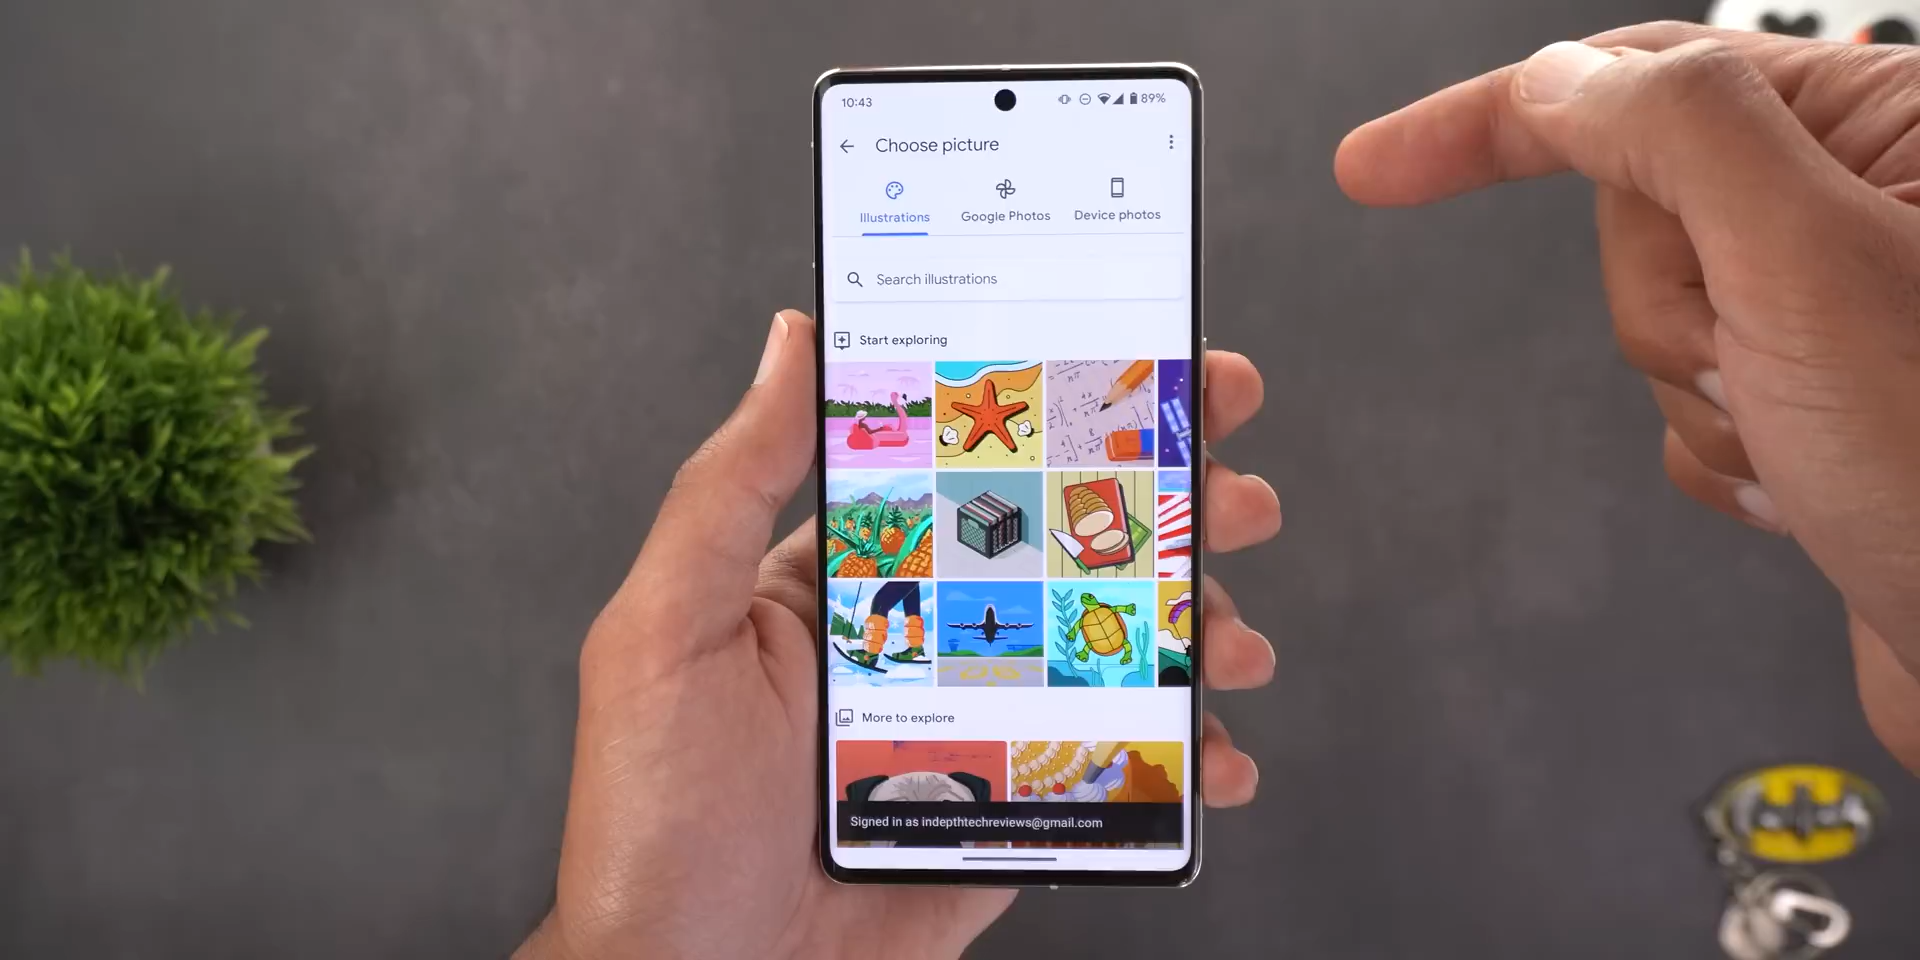 10:43
89%
Choose picture
Illustrations
Google Photos
Device photos
Search illustrations
Start exploring
More to explore
Signed in as indepthtechreviews@gmail.com